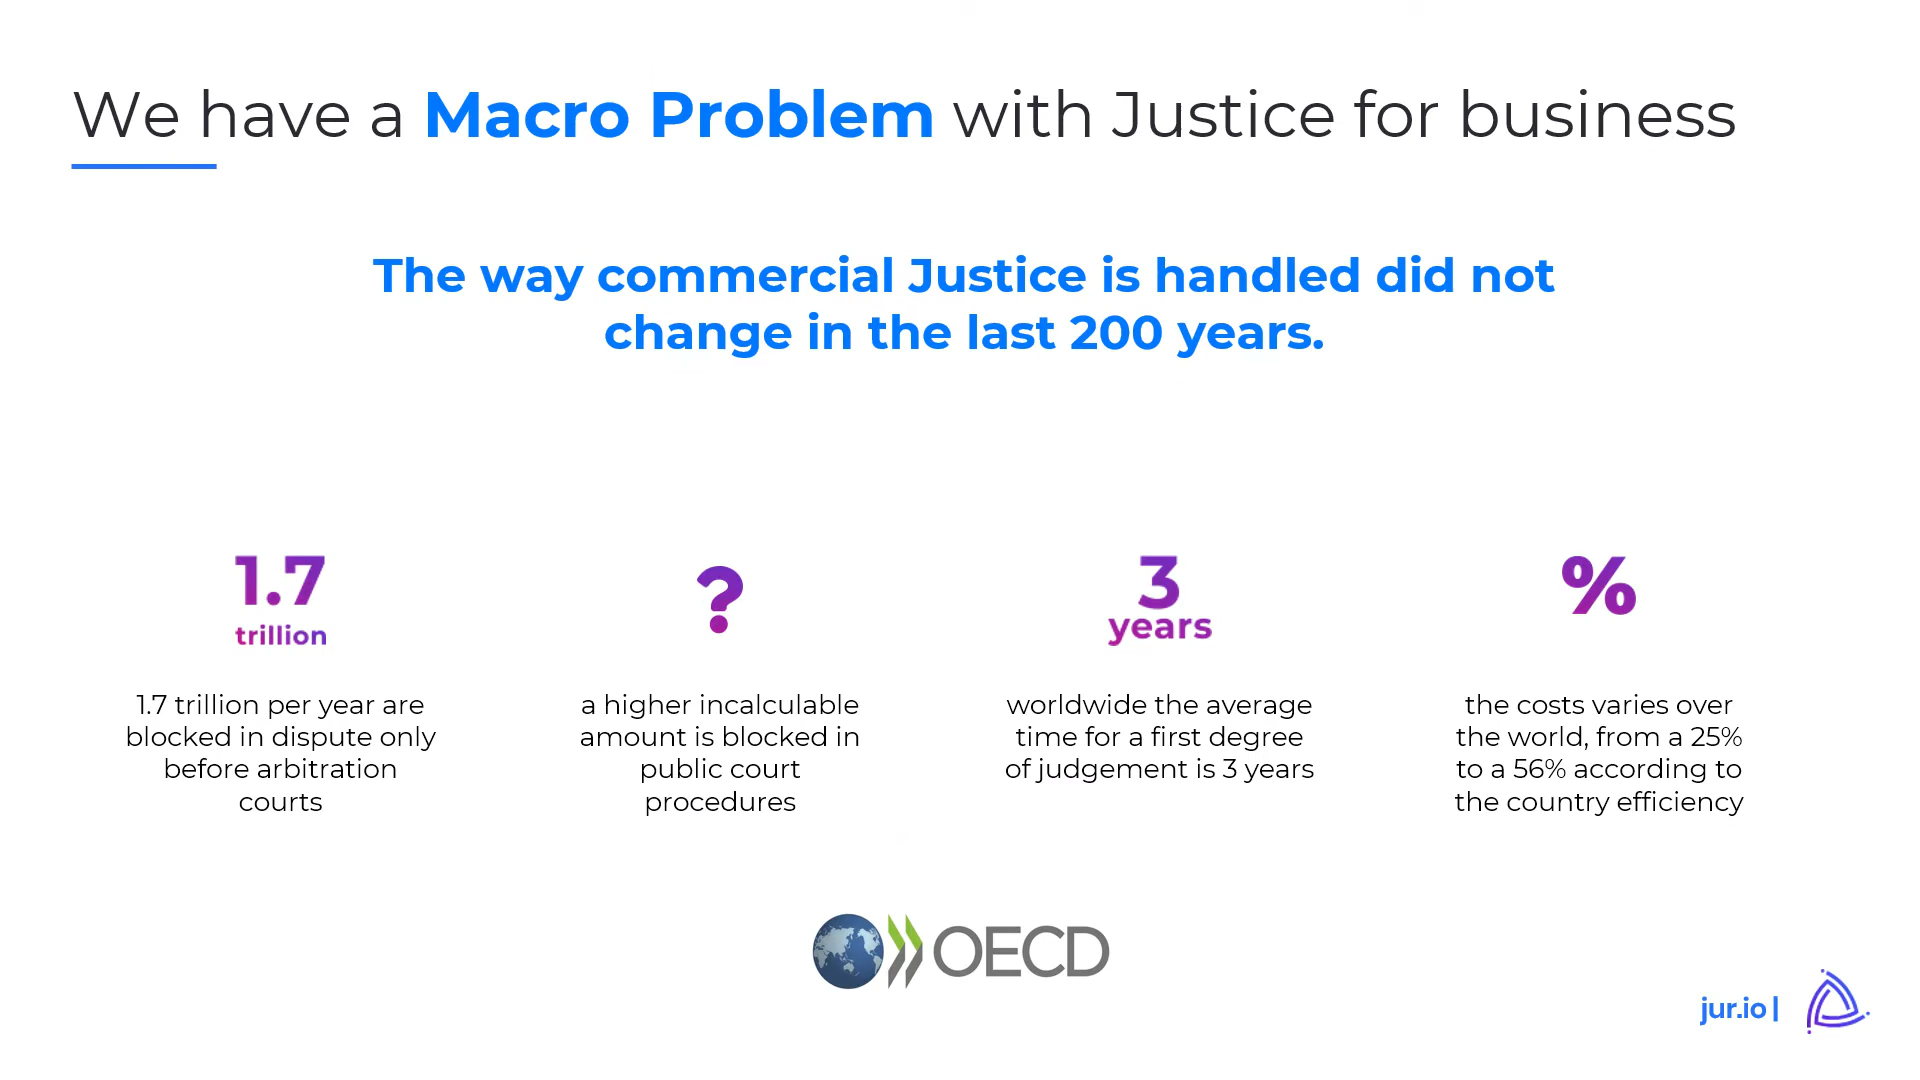 We have a Macro Problem with Justice for business
The way commercial Justice is handled did not
change in the last 200 years.
1.7
trillion
1.7 trillion per year are
blocked in dispute only
before arbitration
courts
?
a higher incalculable
amount is blocked in
public court
procedures
3
years
worldwide the average
time for a first degree
of judgement is 3 years
%
the costs varies over
the world, from a 25%
to a 56% according to
the country efficiency
OECD
jur.io |